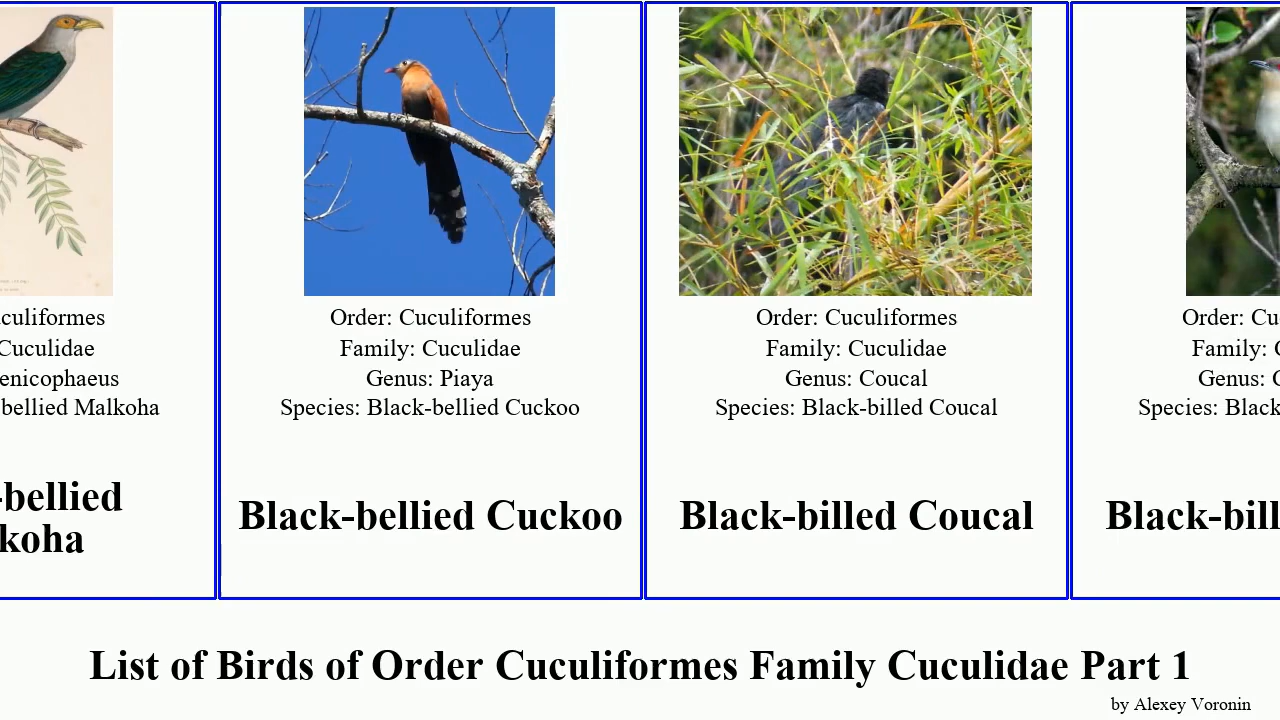 culiformes
Cuculidae
enicophaeus
bellied Malkoha
-bellied
koha
Order: Cuculiformes
Family: Cuculidae
Genus: Piaya
Species: Black-bellied Cuckoo
Black-bellied Cuckoo
Order: Cuculiformes
Family: Cuculidae
Genus: Coucal
Species: Black-billed Coucal
Black-billed Coucal
Order: Cu
Family:
Genus:
Species: Black
Black-bill
List of Birds of Order Cuculiformes Family Cuculidae Part 1
by Alexey Voronin